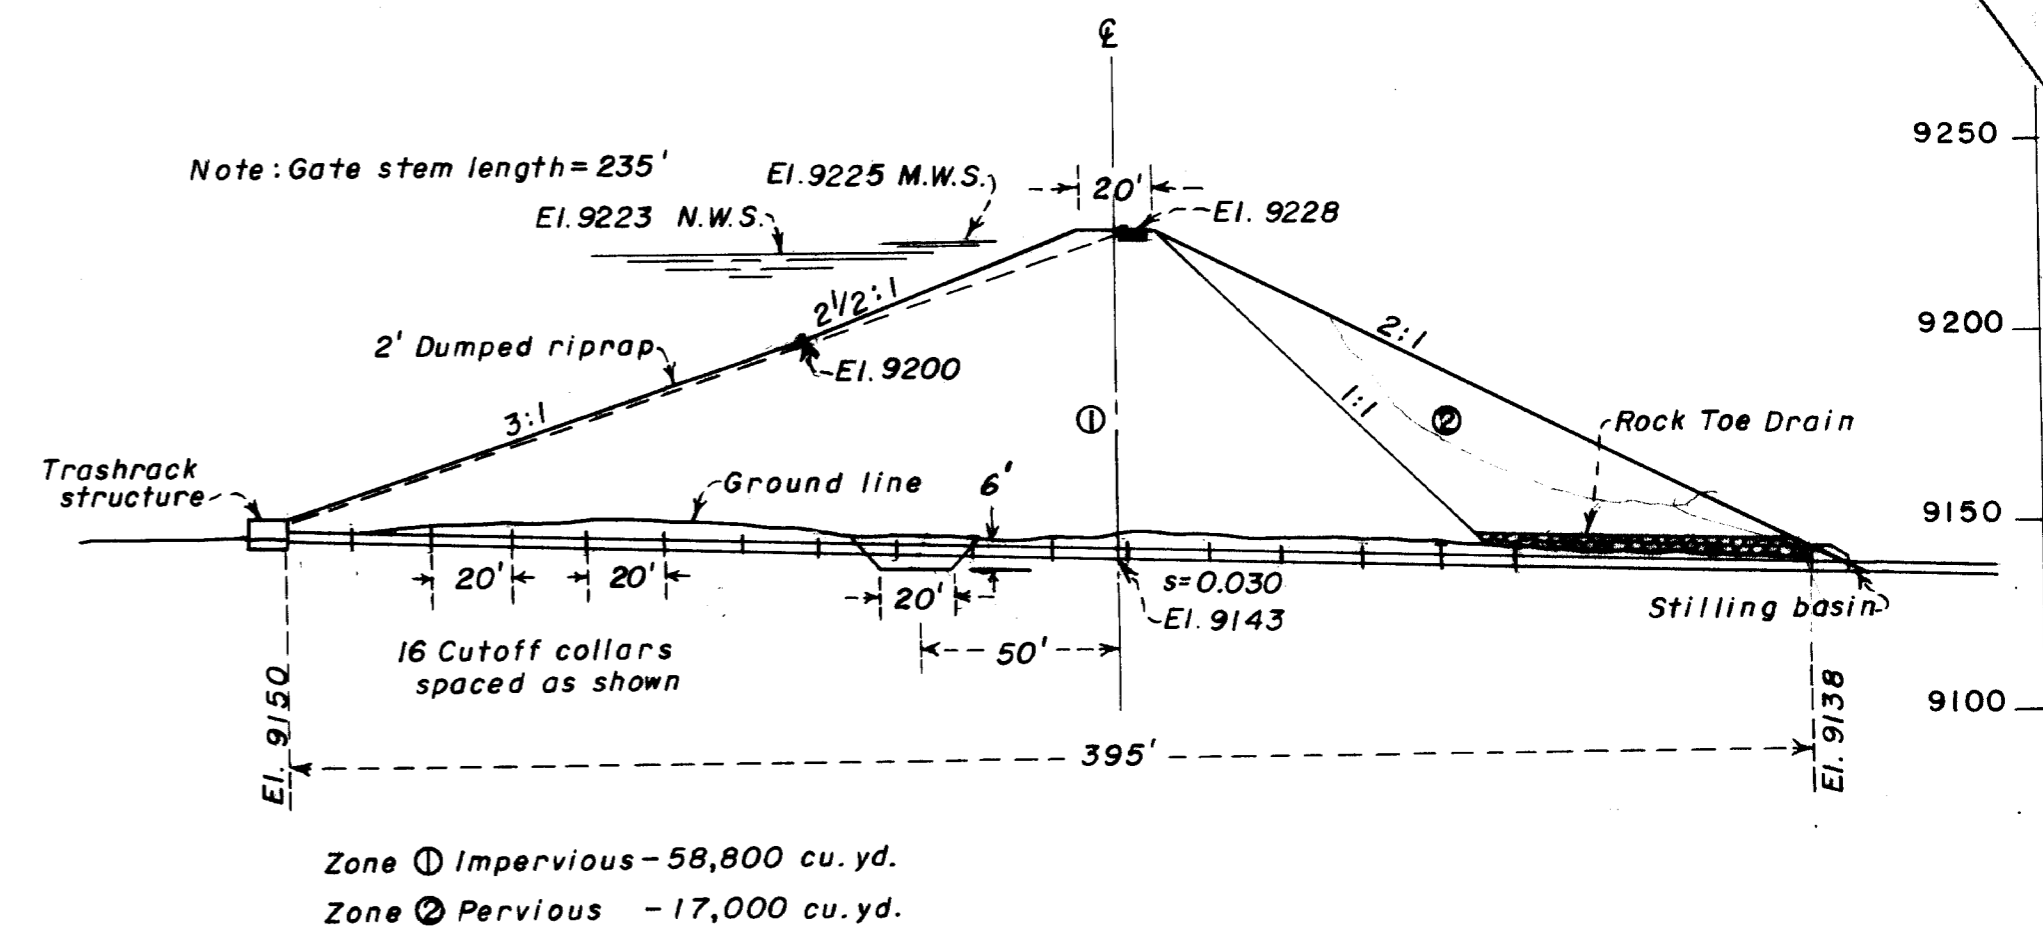 ℄
9250
Note: Gate stem length= 235'
El. 9225 M.W.S.
20'
El. 9223 N.W.S.
El. 9228
2 1/2:1
9200
2:1
2' Dumped riprap
El. 9200
3:1
1:1
①
②
Rock Toe Drain
Trashrack
structure
Ground line
6'
9150
20'
20'
20'
s=0.030
El. 9143
Stilling basin
16 Cutoff collars
spaced as shown
50'
El. 9150
El. 9138
9100
395'
Zone ① Impervious - 58,800 cu. yd.
Zone ② Pervious - 17,000 cu. yd.